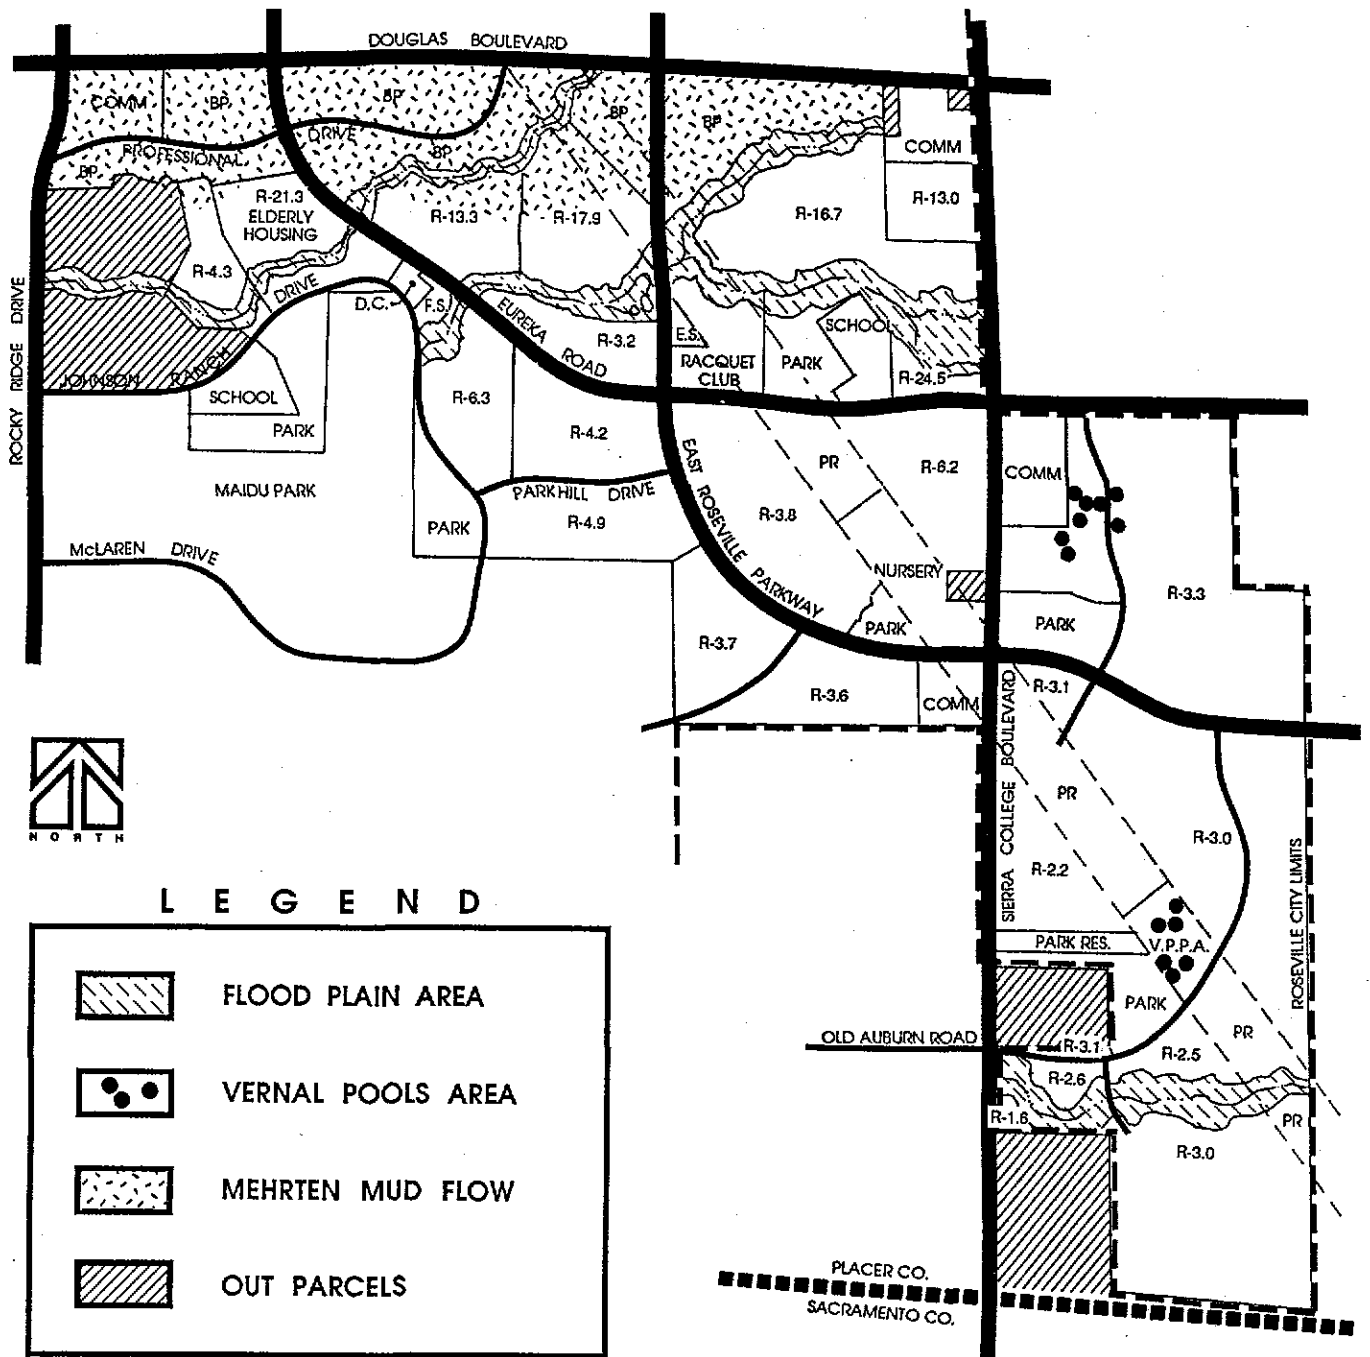 DOUGLAS BOULEVARD
COMM
BP
BP
BP
BP
COMM
PROFESSIONAL DRIVE
BP
BP
R-21.3
ELDERLY
HOUSING
R-13.3
R-17.9
R-16.7
R-13.0
R-4.3
ROCKY RIDGE DRIVE
JOHNSON RANCH DRIVE
D.C.
F.S.
EUREKA ROAD
R-3.2
E.S.
RACQUET
CLUB
PARK
SCHOOL
R-24.5
SCHOOL
PARK
R-6.3
R-4.2
MAIDU PARK
PARK
PARKHILL DRIVE
R-4.9
EAST ROSEVILLE PARKWAY
PR
R-6.2
R-3.8
COMM
McLAREN DRIVE
NURSERY
R-3.3
PARK
PARK
R-3.7
R-3.6
COMM
R-3.1
SIERRA COLLEGE BOULEVARD
PR
R-3.0
R-2.2
ROSEVILLE CITY LIMITS
PARK RES.
V.P.P.A.
PARK
OLD AUBURN ROAD
R-3.1
R-2.5
PR
R-2.6
R-1.6
PR
R-3.0
PLACER CO.
SACRAMENTO CO.
NORTH
LEGEND
FLOOD PLAIN AREA
VERNAL POOLS AREA
MEHRTEN MUD FLOW
OUT PARCELS